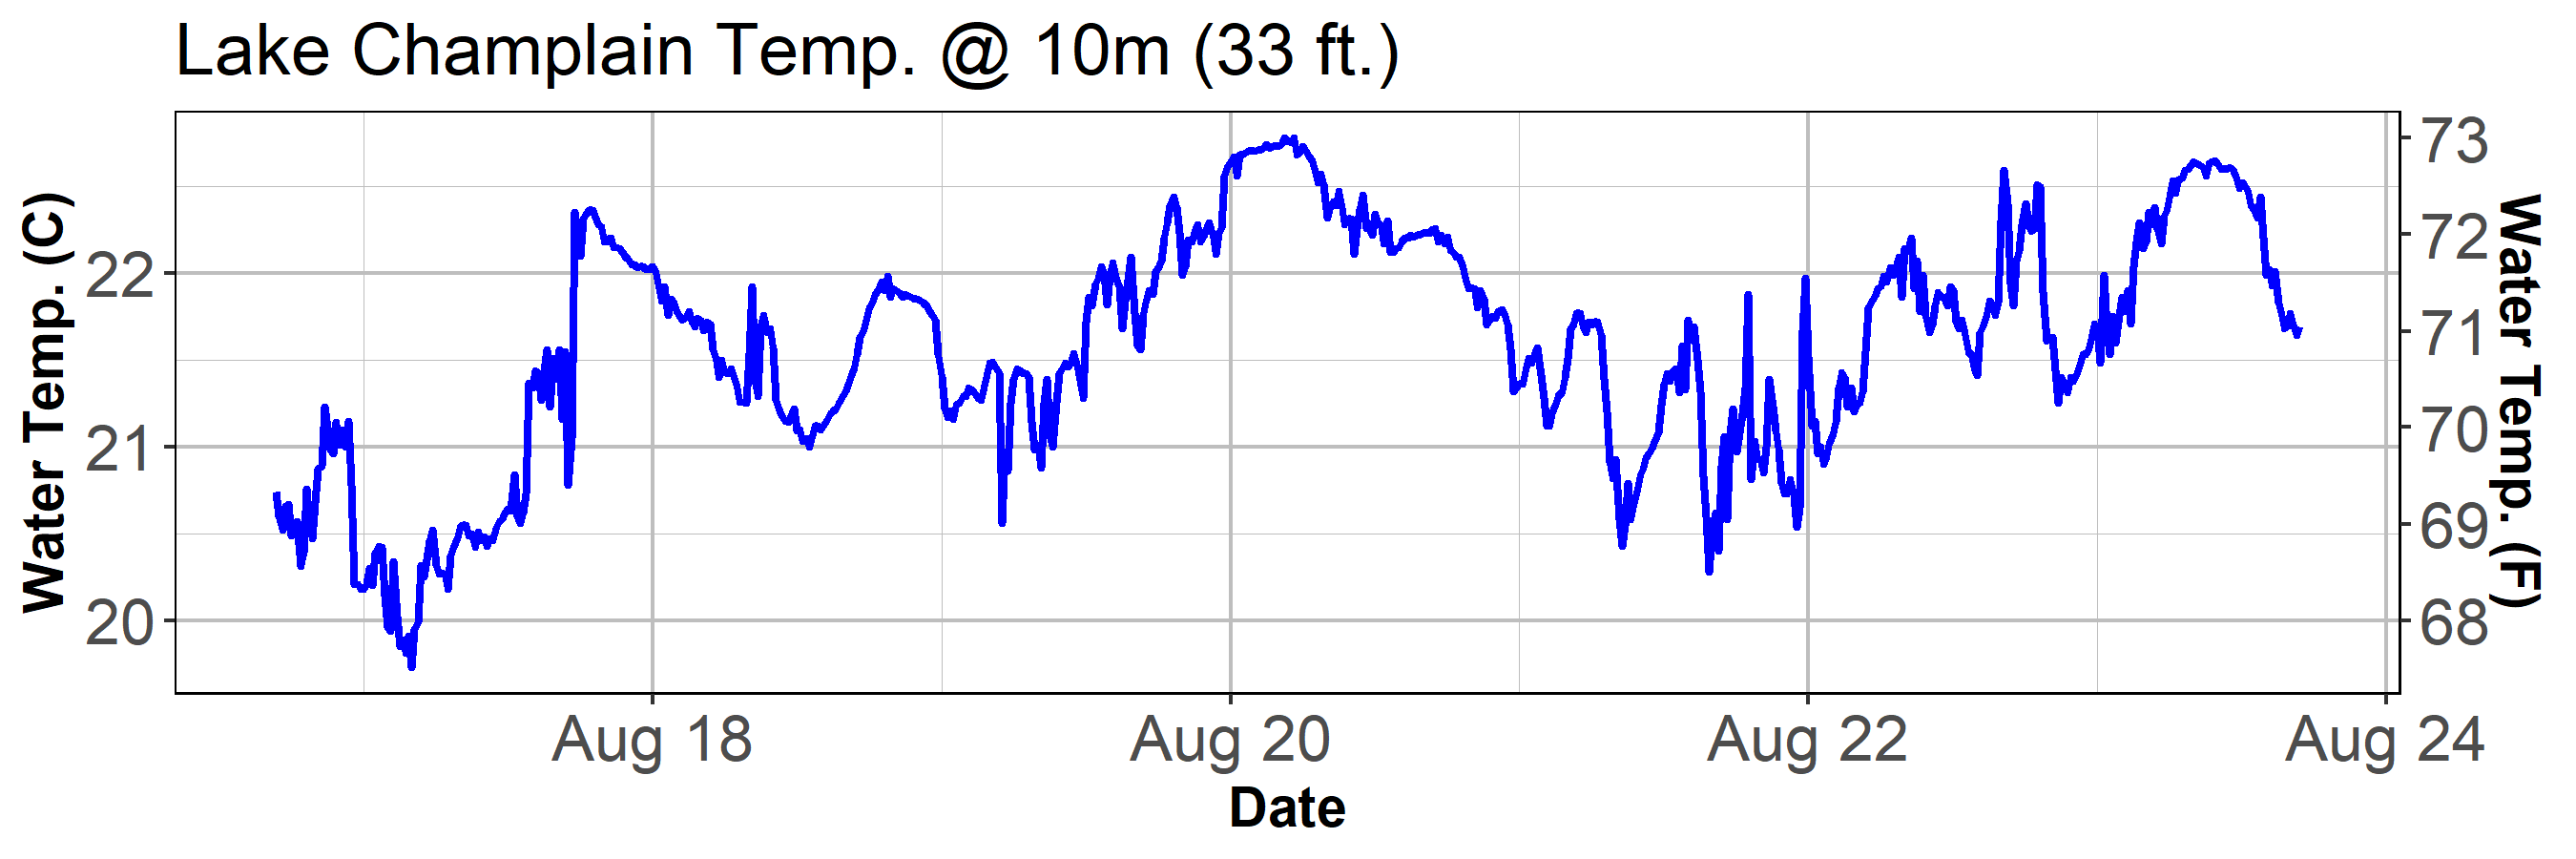 Lake Champlain Temp. @ 10m (33 ft.)
Water Temp. (C)
22
21
20
73
72
71
70
69
68
Water Temp. (F)
Aug 18
Aug 20
Aug 22
Aug 24
Date